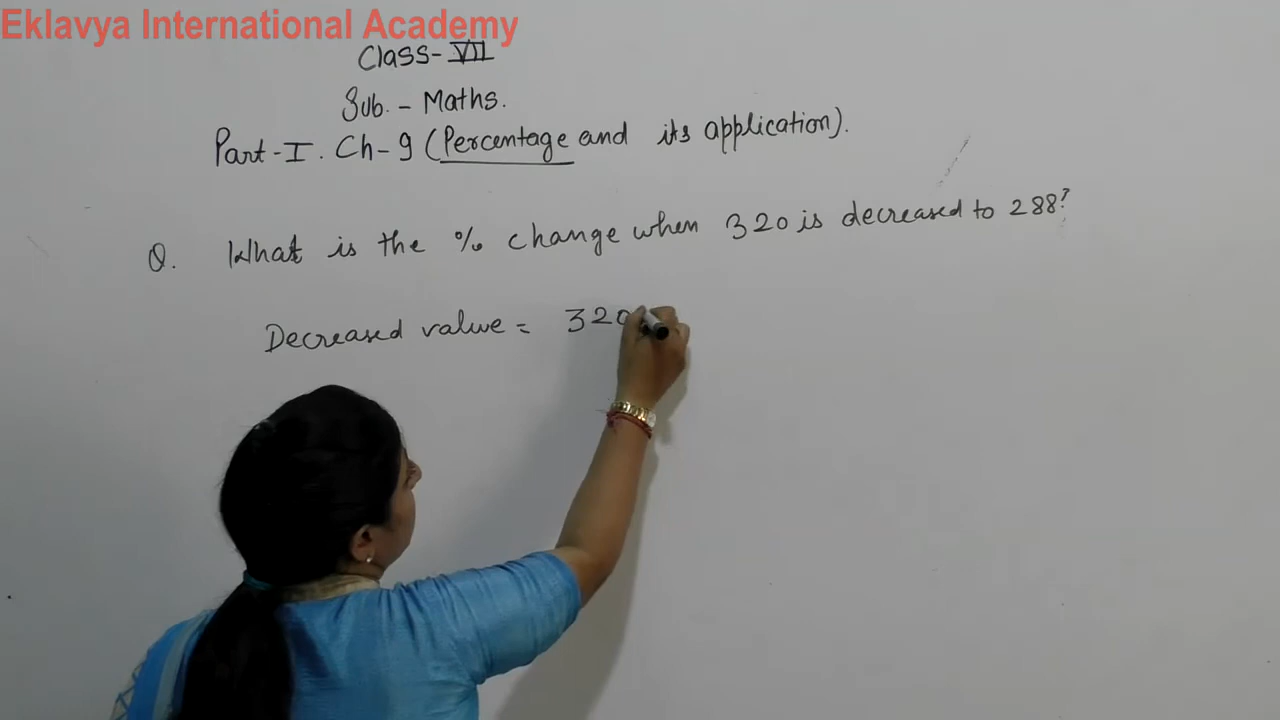 Eklavya International Academy
Class-VII
Sub. - Maths.
Part-I. Ch-9 (Percentage and its application).
Q. What is the % change when 320 is decreased to 288?
Decreased value = 320